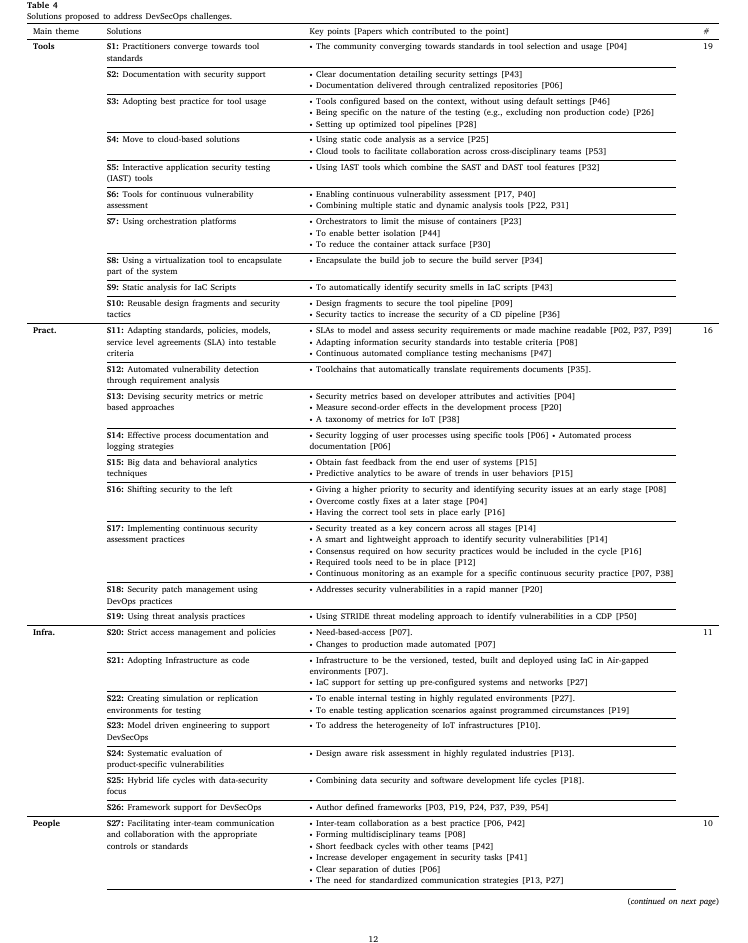 Table 4
Solutions proposed to address DevSecOps challenges.
Main theme Solutions Key points [Papers which contributed to the point] #
Tools S1: Practitioners converge towards tool • The community converging towards standards in tool selection and usage [P04] 19
standards
S2: Documentation with security support • Clear documentation detailing security settings [P43]
• Documentation delivered through centralized repositories [P06]
S3: Adopting best practice for tool usage • Tools configured based on the context, without using default settings [P46]
• Being specific on the nature of the testing (e.g., excluding non production code) [P26]
• Setting up optimized tool pipelines [P28]
S4: Move to cloud-based solutions • Using static code analysis as a service [P25]
• Cloud tools to facilitate collaboration across cross-disciplinary teams [P53]
S5: Interactive application security testing • Using IAST tools which combine the SAST and DAST tool features [P32]
(IAST) tools
S6: Tools for continuous vulnerability • Enabling continuous vulnerability assessment [P17, P40]
assessment • Combining multiple static and dynamic analysis tools [P22, P31]
S7: Using orchestration platforms • Orchestrators to limit the misuse of containers [P23]
• To enable better isolation [P44]
• To reduce the container attack surface [P30]
S8: Using a virtualization tool to encapsulate • Encapsulate the build job to secure the build server [P34]
part of the system
S9: Static analysis for IaC Scripts • To automatically identify security smells in IaC scripts [P43]
S10: Reusable design fragments and security • Design fragments to secure the tool pipeline [P09]
tactics • Security tactics to increase the security of a CD pipeline [P36]
Pract. S11: Adapting standards, policies, models, • SLAs to model and assess security requirements or made machine readable [P02, P37, P39] 16
service level agreements (SLA) into testable • Adapting information security standards into testable criteria [P08]
criteria • Continuous automated compliance testing mechanisms [P47]
S12: Automated vulnerability detection • Toolchains that automatically translate requirements documents [P35].
through requirement analysis
S13: Devising security metrics or metric • Security metrics based on developer attributes and activities [P04]
based approaches • Measure second-order effects in the development process [P20]
• A taxonomy of metrics for IoT [P38]
S14: Effective process documentation and • Security logging of user processes using specific tools [P06] • Automated process
logging strategies documentation [P06]
S15: Big data and behavioral analytics • Obtain fast feedback from the end user of systems [P15]
techniques • Predictive analytics to be aware of trends in user behaviors [P15]
S16: Shifting security to the left • Giving a higher priority to security and identifying security issues at an early stage [P08]
• Overcome costly fixes at a later stage [P04]
• Having the correct tool sets in place early [P16]
S17: Implementing continuous security • Security treated as a key concern across all stages [P14]
assessment practices • A smart and lightweight approach to identify security vulnerabilities [P14]
• Consensus required on how security practices would be included in the cycle [P16]
• Required tools need to be in place [P12]
• Continuous monitoring as an example for a specific continuous security practice [P07, P38]
S18: Security patch management using • Addresses security vulnerabilities in a rapid manner [P20]
DevOps practices
S19: Using threat analysis practices • Using STRIDE threat modeling approach to identify vulnerabilities in a CDP [P50]
Infra. S20: Strict access management and policies • Need-based-access [P07]. 11
• Changes to production made automated [P07]
S21: Adopting Infrastructure as code • Infrastructure to be the versioned, tested, built and deployed using IaC in Air-gapped
environments [P07].
• IaC support for setting up pre-configured systems and networks [P27]
S22: Creating simulation or replication • To enable internal testing in highly regulated environments [P27].
environments for testing • To enable testing application scenarios against programmed circumstances [P19]
S23: Model driven engineering to support • To address the heterogeneity of IoT infrastructures [P10].
DevSecOps
S24: Systematic evaluation of • Design aware risk assessment in highly regulated industries [P13].
product-specific vulnerabilities
S25: Hybrid life cycles with data-security • Combining data security and software development life cycles [P18].
focus
S26: Framework support for DevSecOps • Author defined frameworks [P03, P19, P24, P37, P39, P54]
People S27: Facilitating inter-team communication • Inter-team collaboration as a best practice [P06, P42] 10
and collaboration with the appropriate • Forming multidisciplinary teams [P08]
controls or standards • Short feedback cycles with other teams [P42]
• Increase developer engagement in security tasks [P41]
• Clear separation of duties [P06]
• The need for standardized communication strategies [P13, P27]
(continued on next page)
12